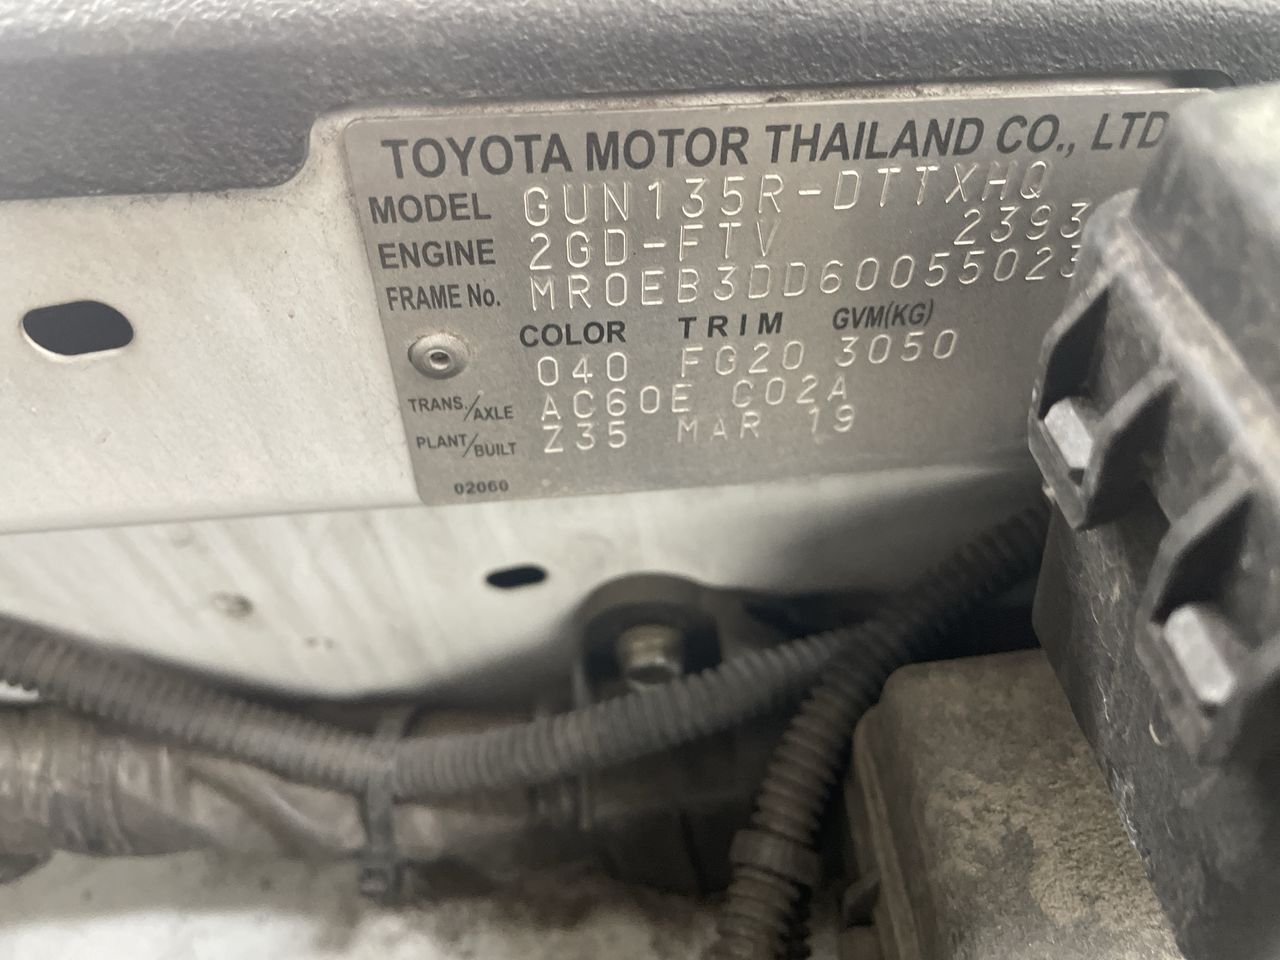 TOYOTA MOTOR THAILAND CO., LTD
MODEL GUN135R-DTTXHQ
ENGINE 2GD-FTV 2393
FRAME No. MR0EB3DD60055023
COLOR TRIM GVM(KG)
040 FG20 3050
TRANS./AXLE AC60E G02A
PLANT/BUILT Z35 MAR 19
02060